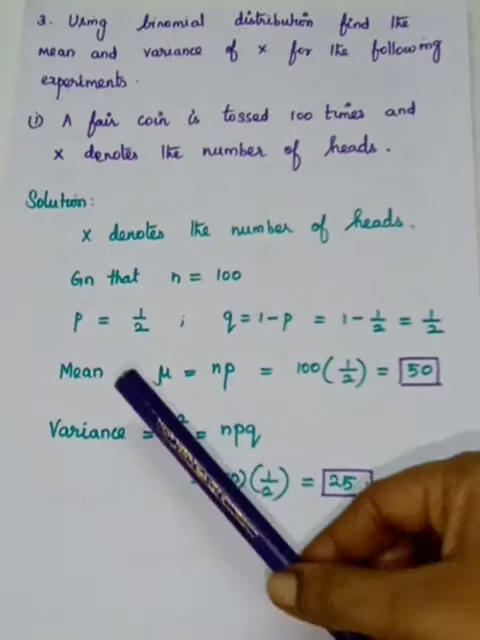 3. Using binomial distribution find the
mean and variance of x for the following
experiments.
(i) A fair coin is tossed 100 times and
x denotes the number of heads.
Solution:
x denotes the number of heads.
Gn that n = 100
P = 1/2 ; q = 1-p = 1 - 1/2 = 1/2
Mean μ = np = 100(1/2) = 50
Variance = ² = npq
0)(1/2) = 25